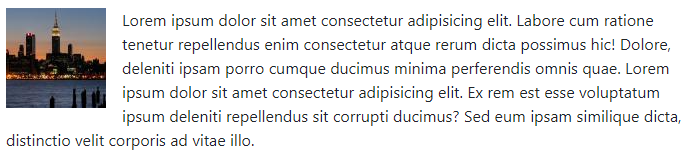 Lorem ipsum dolor sit amet consectetur adipisicing elit. Labore cum ratione
tenetur repellendus enim consectetur atque rerum dicta possimus hic! Dolore,
deleniti ipsam porro cumque ducimus minima perferendis omnis quae. Lorem
ipsum dolor sit amet consectetur adipisicing elit. Ex rem est esse voluptatum
ipsum deleniti repellendus sit corrupti ducimus? Sed eum ipsam similique dicta,
distinctio velit corporis ad vitae illo.